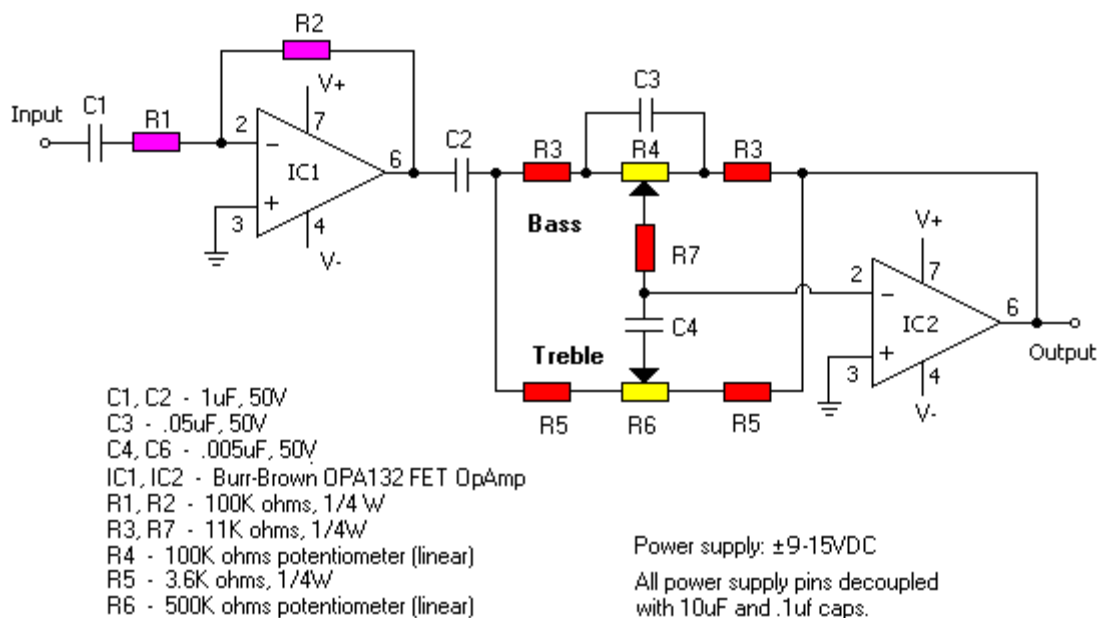 R2
C1
Input
R1
V+
7
2
−
IC1
6
+
3
4
V-
C2
C3
R3
R4
R3
Bass
R7
C4
Treble
R5
R6
R5
V+
7
2
−
IC2
6
+
3
4
V-
Output
C1, C2 - 1uF, 50V
C3 - .05uF, 50V
C4, C6 - .005uF, 50V
IC1, IC2 - Burr-Brown OPA132 FET OpAmp
R1, R2 - 100K ohms, 1/4 W
R3, R7 - 11K ohms, 1/4W
R4 - 100K ohms potentiometer (linear)
R5 - 3.6K ohms, 1/4W
R6 - 500K ohms potentiometer (linear)
Power supply: ±9-15VDC
All power supply pins decoupled
with 10uF and .1uf caps.